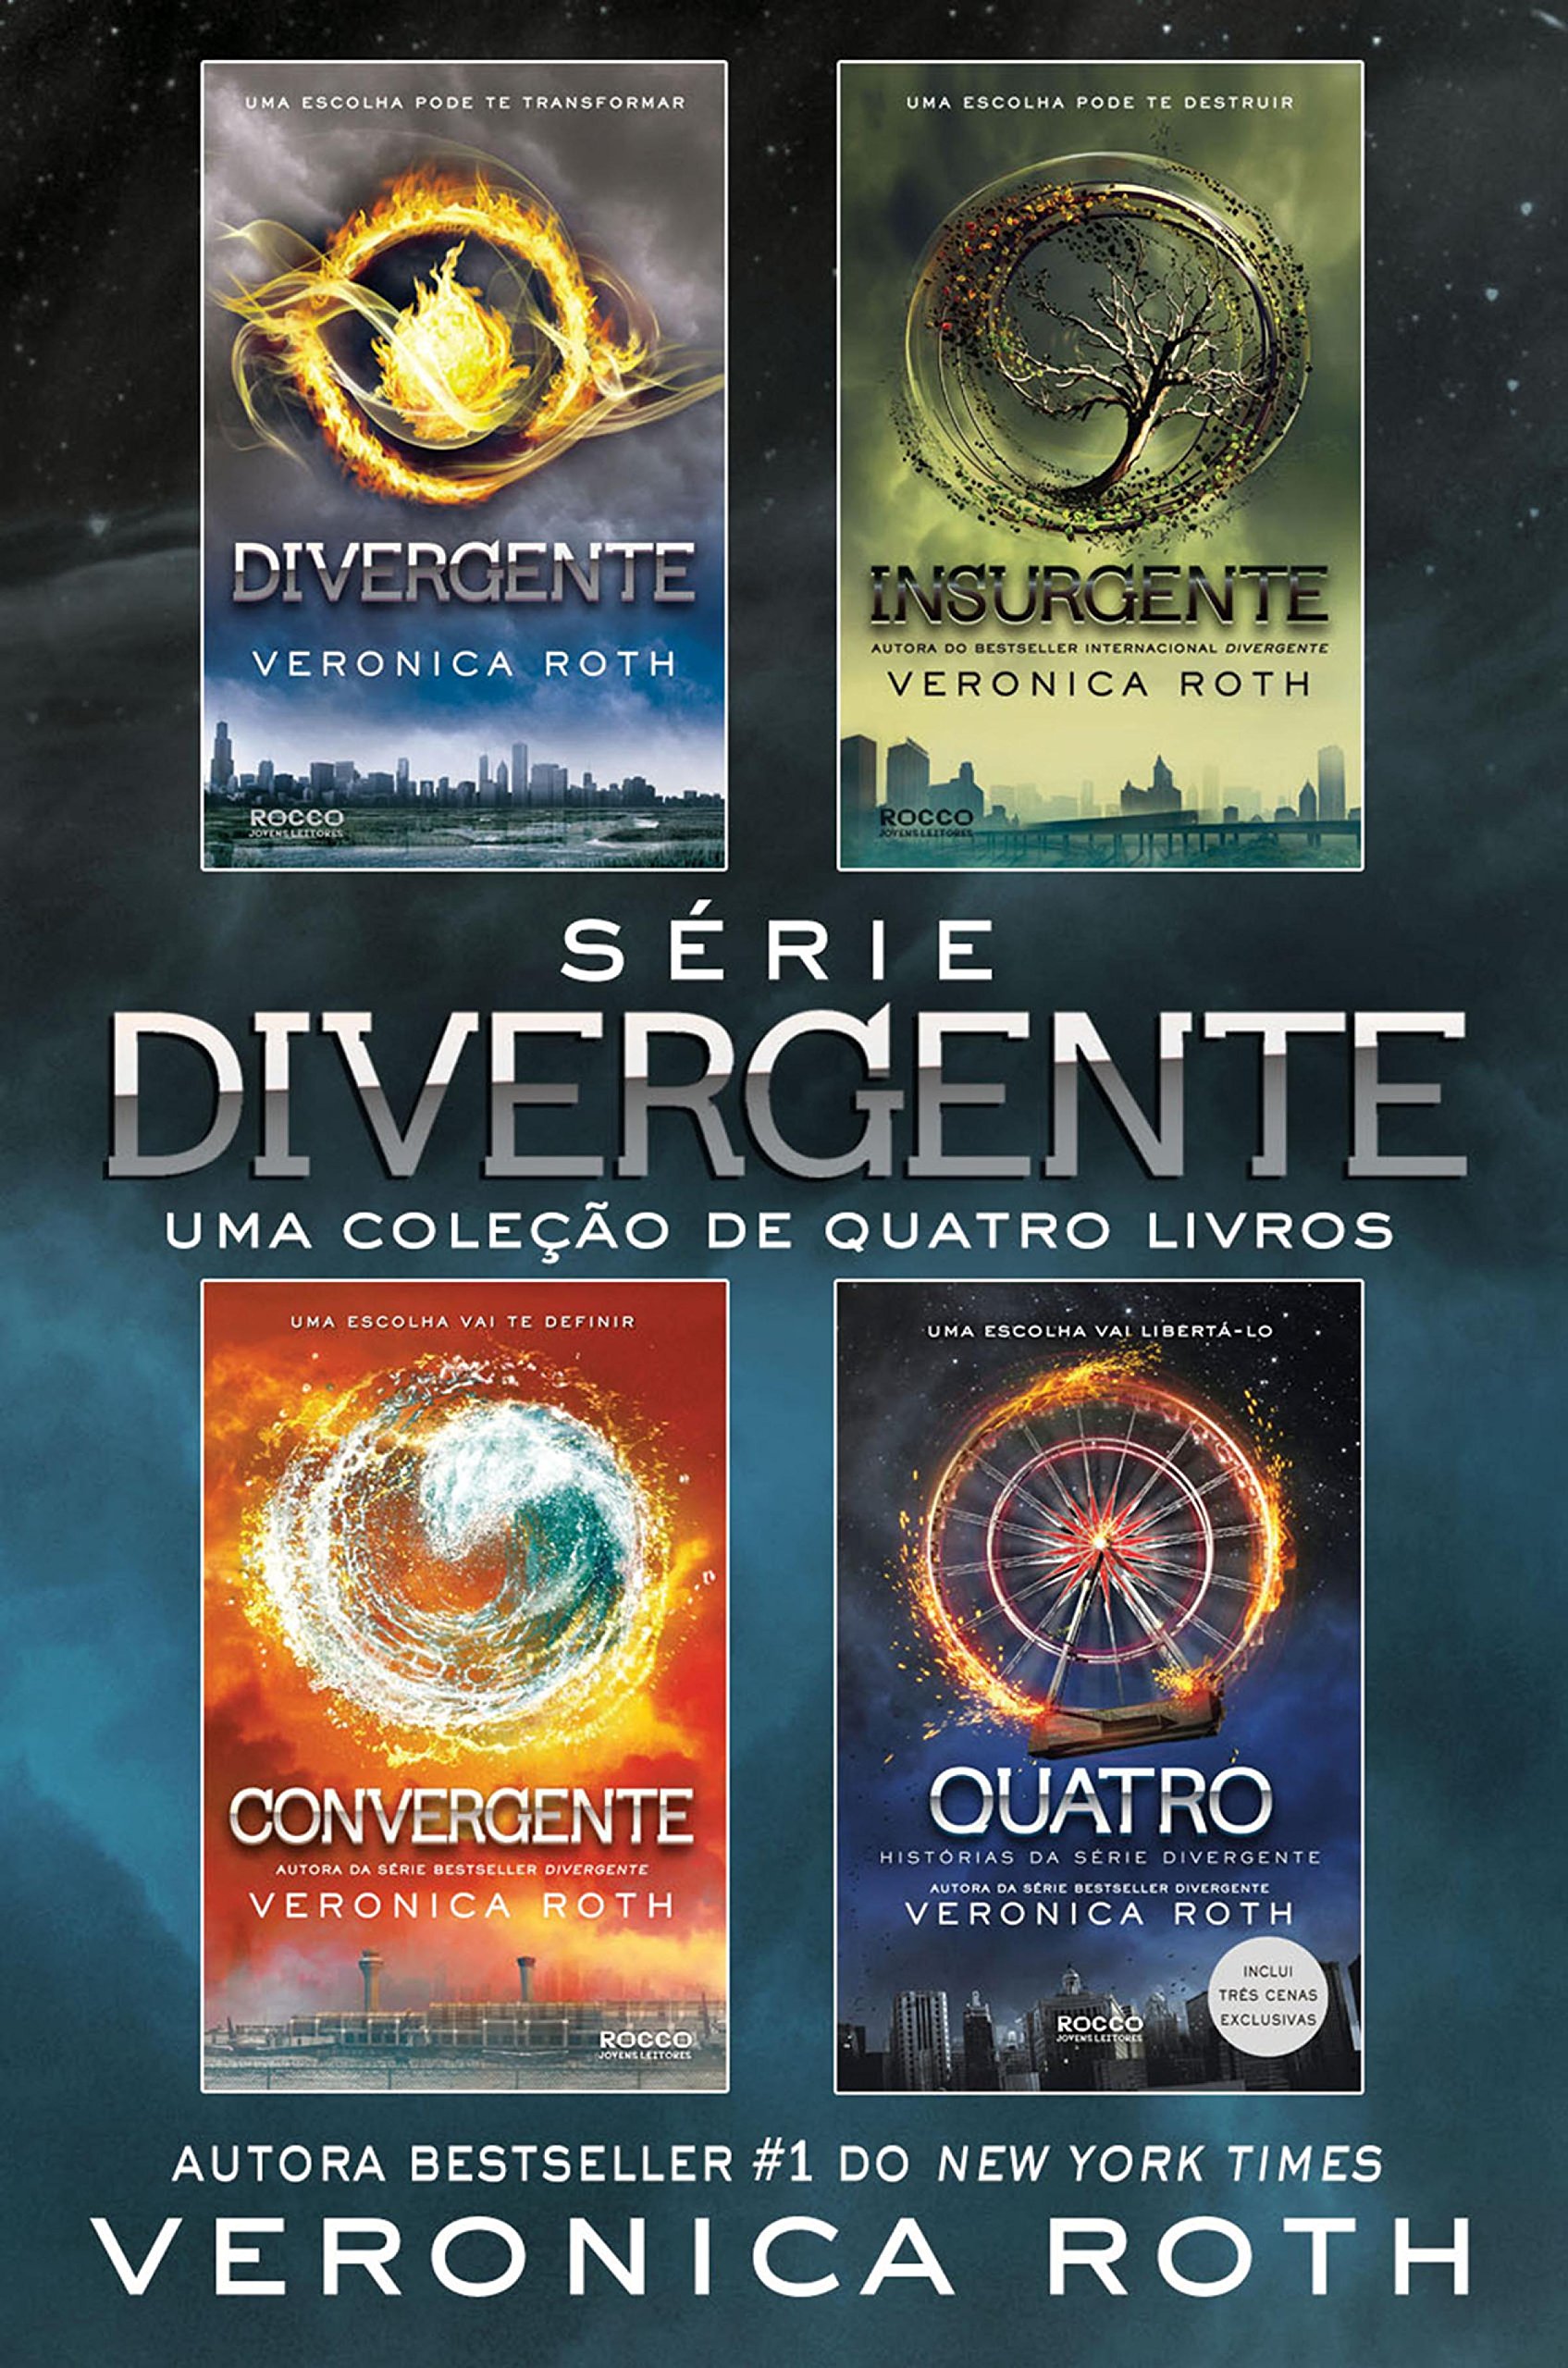 UMA ESCOLHA PODE TE TRANSFORMAR
DIVERGENTE
VERONICA ROTH
ROCCO
JOVENS LEITORES
UMA ESCOLHA PODE TE DESTRUIR
INSURGENTE
AUTORA DO BESTSELLER INTERNACIONAL DIVERGENTE
VERONICA ROTH
ROCCO
JOVENS LEITORES
SÉRIE
DIVERGENTE
UMA COLEÇÃO DE QUATRO LIVROS
UMA ESCOLHA VAI TE DEFINIR
CONVERGENTE
AUTORA DA SÉRIE BESTSELLER DIVERGENTE
VERONICA ROTH
ROCCO
JOVENS LEITORES
UMA ESCOLHA VAI LIBERTÁ-LO
QUATRO
HISTÓRIAS DA SÉRIE DIVERGENTE
AUTORA DA SÉRIE BESTSELLER DIVERGENTE
VERONICA ROTH
INCLUI
TRÊS CENAS
EXCLUSIVAS
ROCCO
JOVENS LEITORES
AUTORA BESTSELLER #1 DO NEW YORK TIMES
VERONICA ROTH